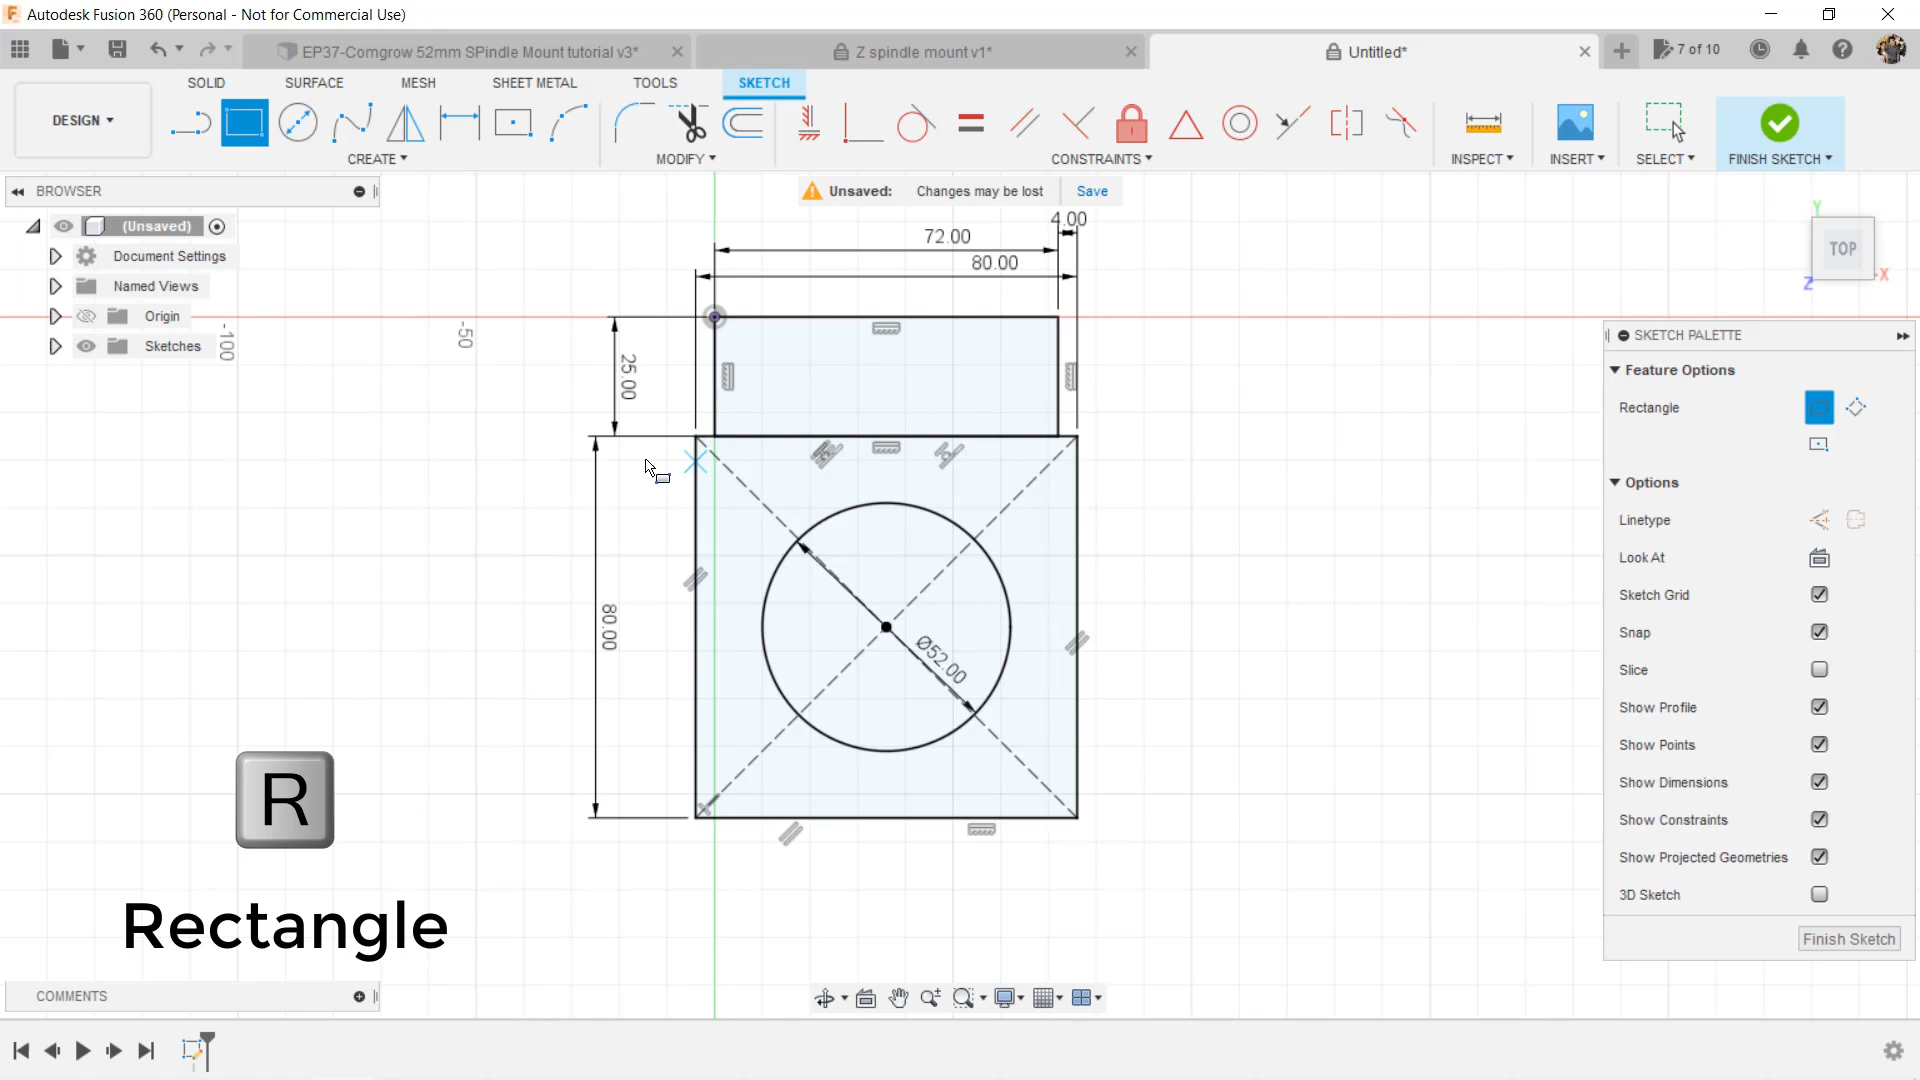 Autodesk Fusion 360 (Personal - Not for Commercial Use)
EP37-Comgrow 52mm SPindle Mount tutorial v3*
Z spindle mount v1*
Untitled*
7 of 10
DESIGN
SOLID
SURFACE
MESH
SHEET METAL
TOOLS
SKETCH
CREATE
MODIFY
CONSTRAINTS
INSPECT
INSERT
SELECT
FINISH SKETCH
BROWSER
Unsaved: Changes may be lost Save
(Unsaved)
Document Settings
Named Views
Origin
Sketches
-100
-50
4.00
72.00
80.00
25.00
80.00
Ø52.00
TOP
Y
X
Z
SKETCH PALETTE
Feature Options
Rectangle
Options
Linetype
Look At
Sketch Grid
Snap
Slice
Show Profile
Show Points
Show Dimensions
Show Constraints
Show Projected Geometries
3D Sketch
Finish Sketch
R
Rectangle
COMMENTS